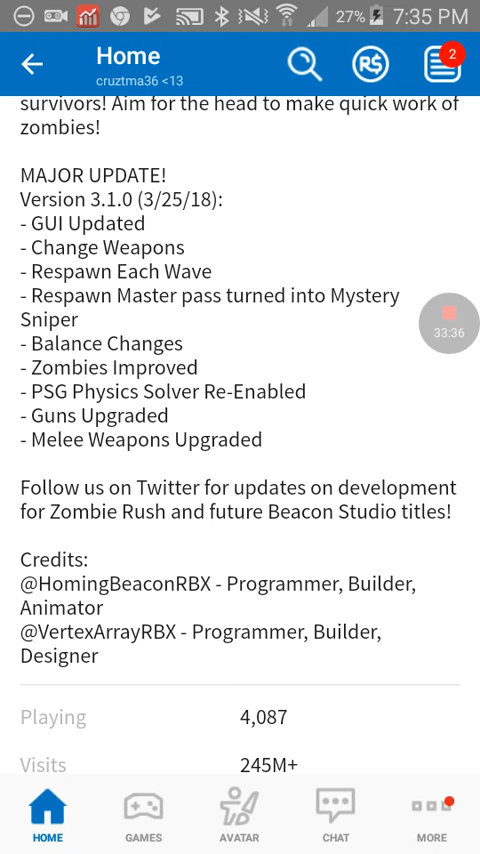 27% 7:35 PM
Home
cruztma36 <13
R$
2
survivors! Aim for the head to make quick work of
zombies!
MAJOR UPDATE!
Version 3.1.0 (3/25/18):
- GUI Updated
- Change Weapons
- Respawn Each Wave
- Respawn Master pass turned into Mystery
Sniper
33:36
- Balance Changes
- Zombies Improved
- PSG Physics Solver Re-Enabled
- Guns Upgraded
- Melee Weapons Upgraded
Follow us on Twitter for updates on development
for Zombie Rush and future Beacon Studio titles!
Credits:
@HomingBeaconRBX - Programmer, Builder,
Animator
@VertexArrayRBX - Programmer, Builder,
Designer
Playing 4,087
Visits 245M+
HOME GAMES AVATAR CHAT MORE